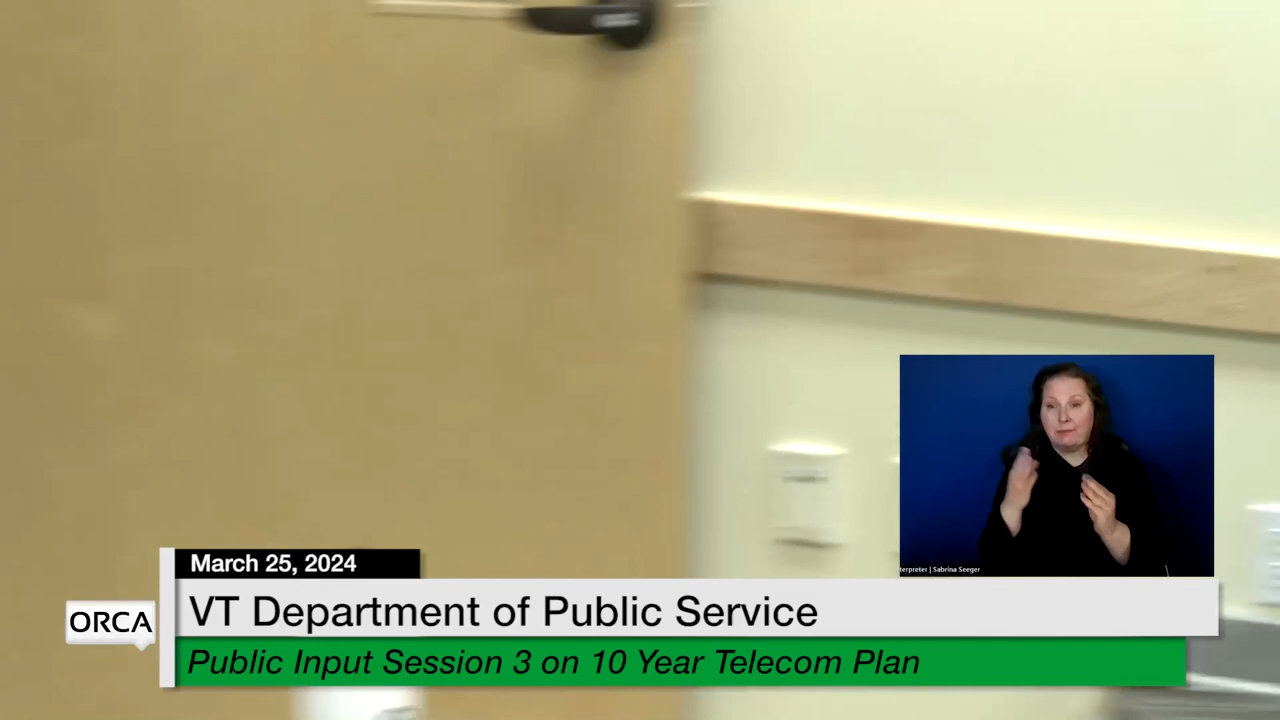 terpreter | Sabrina Seeger
March 25, 2024
VT Department of Public Service
ORCA
Public Input Session 3 on 10 Year Telecom Plan